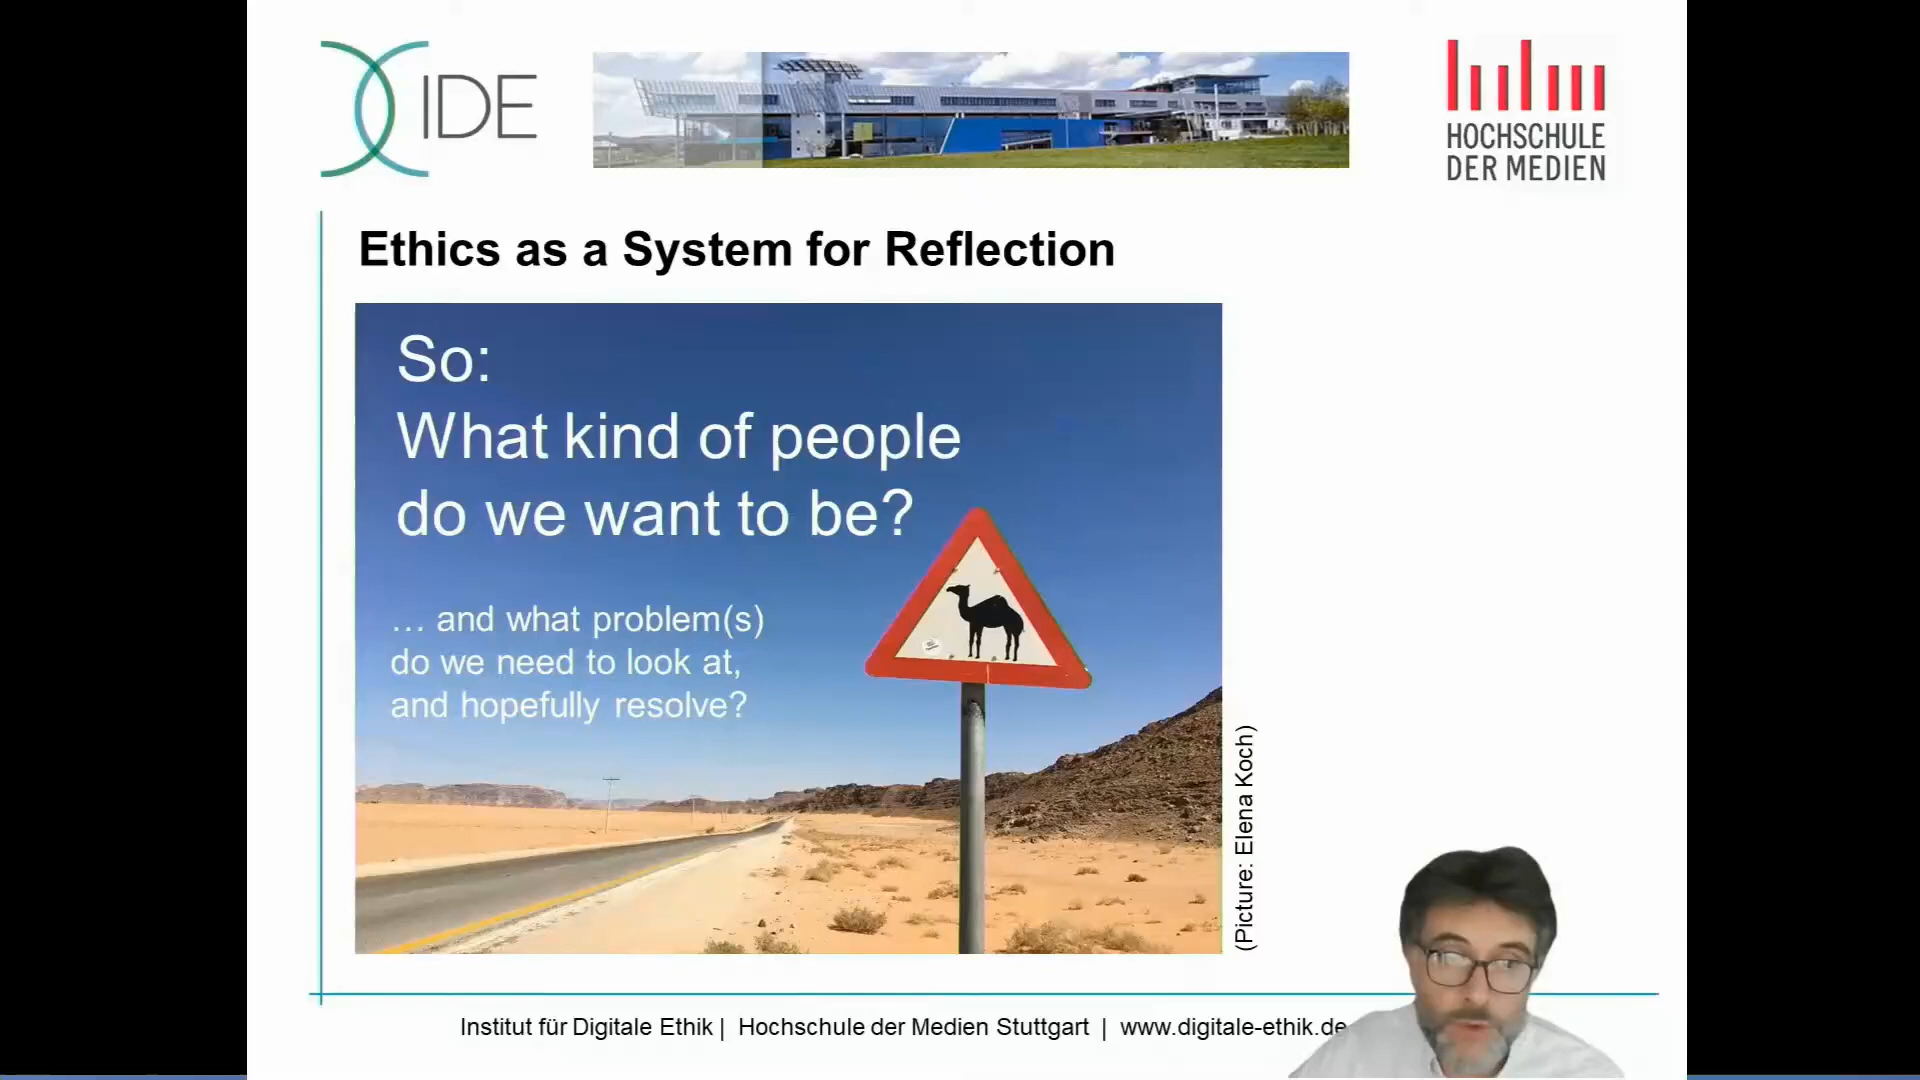 IDE
HOCHSCHULE
DER MEDIEN
Ethics as a System for Reflection
So:
What kind of people
do we want to be?
… and what problem(s)
do we need to look at,
and hopefully resolve?
(Picture: Elena Koch)
Institut für Digitale Ethik | Hochschule der Medien Stuttgart | www.digitale-ethik.de